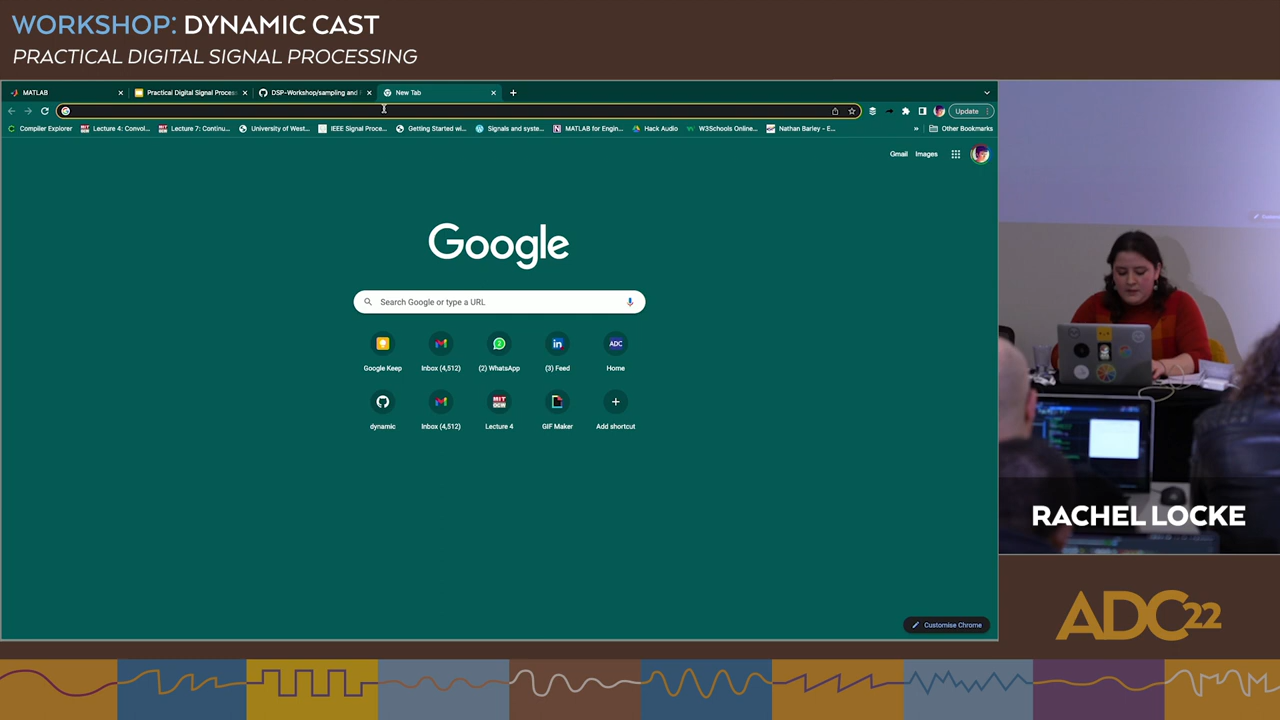 WORKSHOP: DYNAMIC CAST
PRACTICAL DIGITAL SIGNAL PROCESSING
MATLAB
Practical Digital Signal Process
DSP-Workshop/sampling and
New Tab
Update
Compiler Explorer
Lecture 4: Convol...
Lecture 7: Continu...
University of West...
IEEE Signal Proce...
Getting Started wi...
Signals and syste...
MATLAB for Engin...
Hack Audio
W3Schools Online...
Nathan Barley – E...
Other Bookmarks
Gmail
Images
Google
Search Google or type a URL
ADC
Google Keep
Inbox (4,512)
(2) WhatsApp
(3) Feed
Home
MIT
OCW
dynamic
Inbox (4,512)
Lecture 4
GIF Maker
Add shortcut
Customise Chrome
RACHEL LOCKE
ADC22